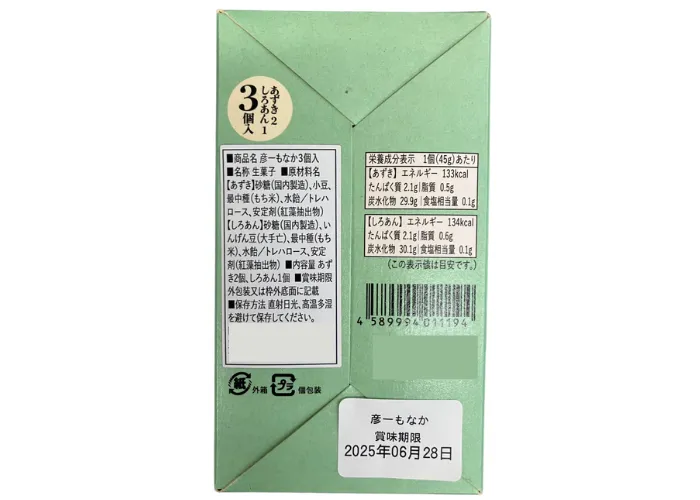 あずき2
しろあん1
3個入
■商品名 彦一もなか3個入
■名称 生菓子 ■原材料名
【あずき】砂糖(国内製造)、小豆、
最中種(もち米)、水飴／トレハ
ロース、安定剤(紅藻抽出物)
【しろあん】砂糖(国内製造)、い
んげん豆(大手亡)、最中種(もち
米)、水飴／トレハロース、安定
剤(紅藻抽出物)■内容量 あず
き2個、しろあん1個 ■賞味期限
外包装又は枠外底面に記載
■保存方法 直射日光、高温多湿
を避けて保存してください。
紙 外箱 プラ 個包装
栄養成分表示 1個(45g)あたり
【あずき】エネルギー 133kcal
たんぱく質 2.1g 脂質 0.5g
炭水化物 29.9g 食塩相当量 0.1g
【しろあん】エネルギー 134kcal
たんぱく質 2.1g 脂質 0.6g
炭水化物 30.1g 食塩相当量 0.1g
(この表示値は目安です。)
4 589994 011194
彦一もなか
賞味期限
2025年06月28日